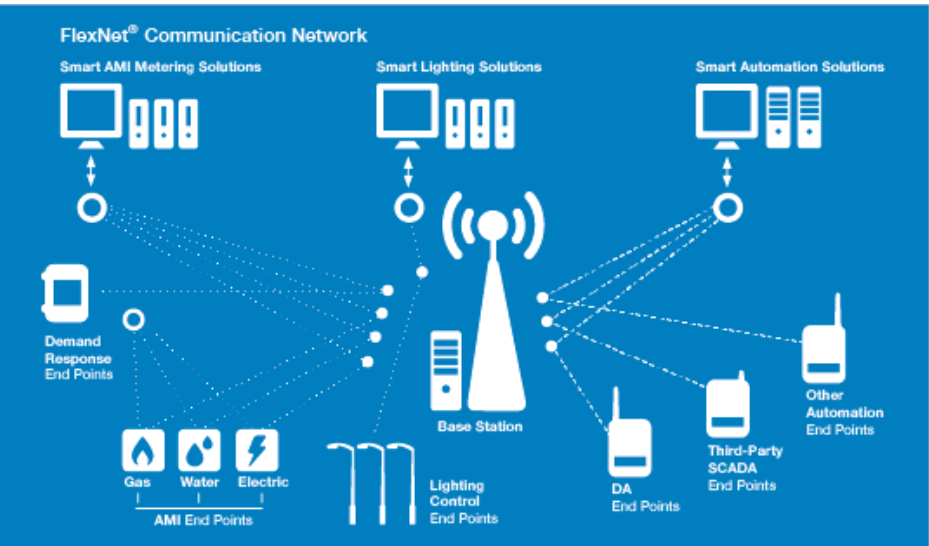 FlexNet® Communication Network
Smart AMI Metering Solutions
Smart Lighting Solutions
Smart Automation Solutions
Demand
Response
End Points
Gas
Water
Electric
AMI End Points
Lighting
Control
End Points
Base Station
DA
End Points
Third-Party
SCADA
End Points
Other
Automation
End Points